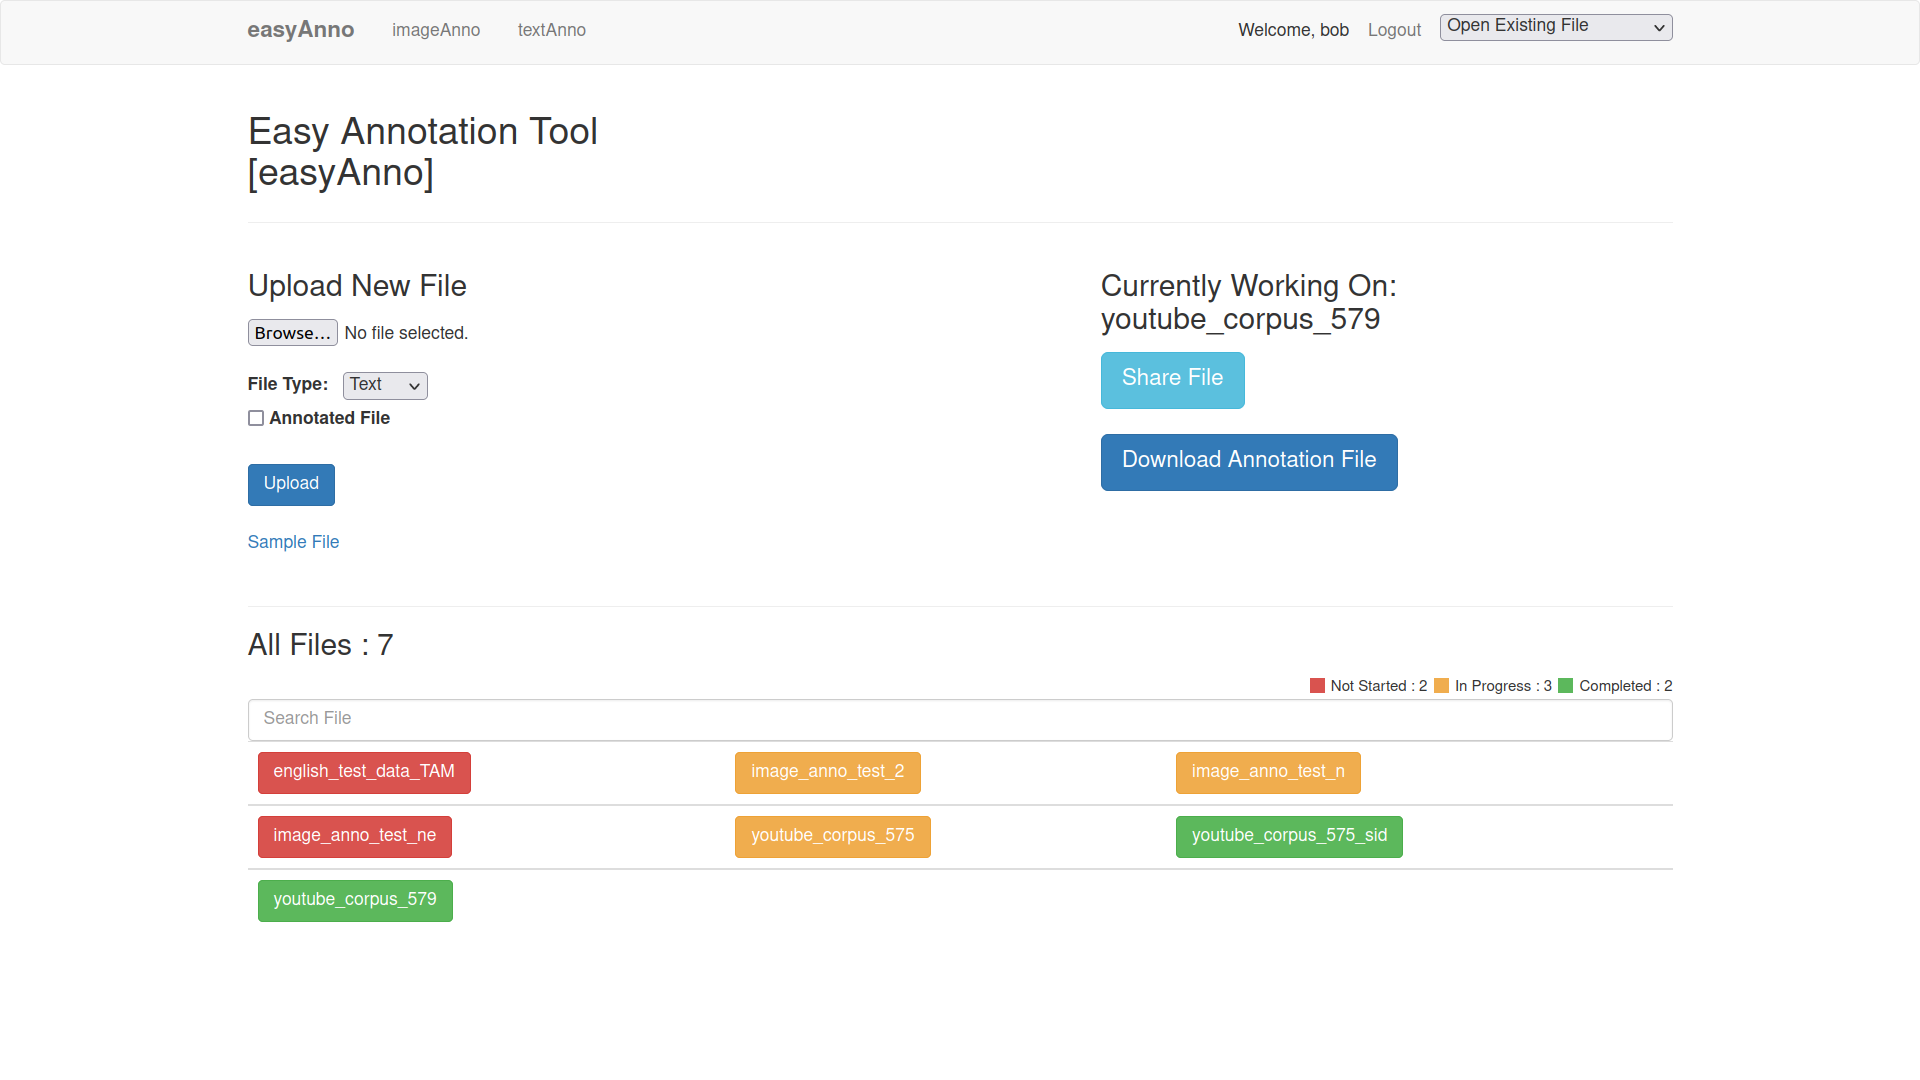 easyAnno imageAnno textAnno Welcome, bob Logout Open Existing File
Easy Annotation Tool
[easyAnno]
Upload New File
Browse... No file selected.
File Type: Text
Annotated File
Upload
Sample File
Currently Working On:
youtube_corpus_579
Share File
Download Annotation File
All Files : 7
Not Started : 2 In Progress : 3 Completed : 2
Search File
english_test_data_TAM image_anno_test_2 image_anno_test_n
image_anno_test_ne youtube_corpus_575 youtube_corpus_575_sid
youtube_corpus_579